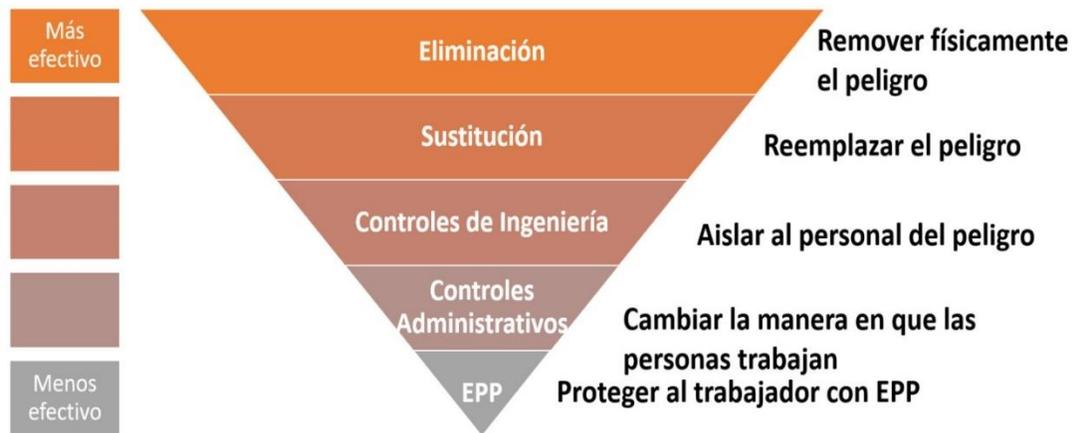 Más
efectivo
Eliminación
Remover físicamente
el peligro
Sustitución
Reemplazar el peligro
Controles de Ingeniería
Aislar al personal del peligro
Controles
Administrativos
Cambiar la manera en que las
personas trabajan
Menos
efectivo
EPP
Proteger al trabajador con EPP